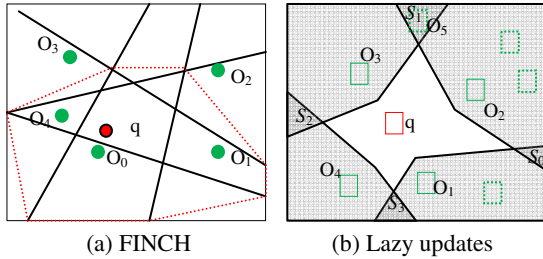 O3
O2
O4
q
O0
O1
(a) FINCH
S1
O5
O3
O2
S2
q
S0
O4
O1
S3
(b) Lazy updates